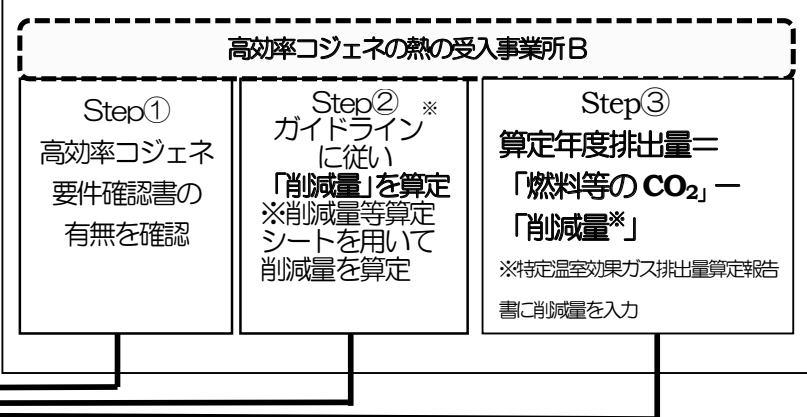 高効率コジェネの熱の受入事業所B
Step①
高効率コジェネ
要件確認書の
有無を確認
Step② ※
ガイドライン
に従い
「削減量」を算定
※削減量等算定
シートを用いて
削減量を算定
Step③
算定年度排出量＝
「燃料等の CO₂」－
「削減量※」
※特定温室効果ガス排出量算定報告
書に削減量を入力